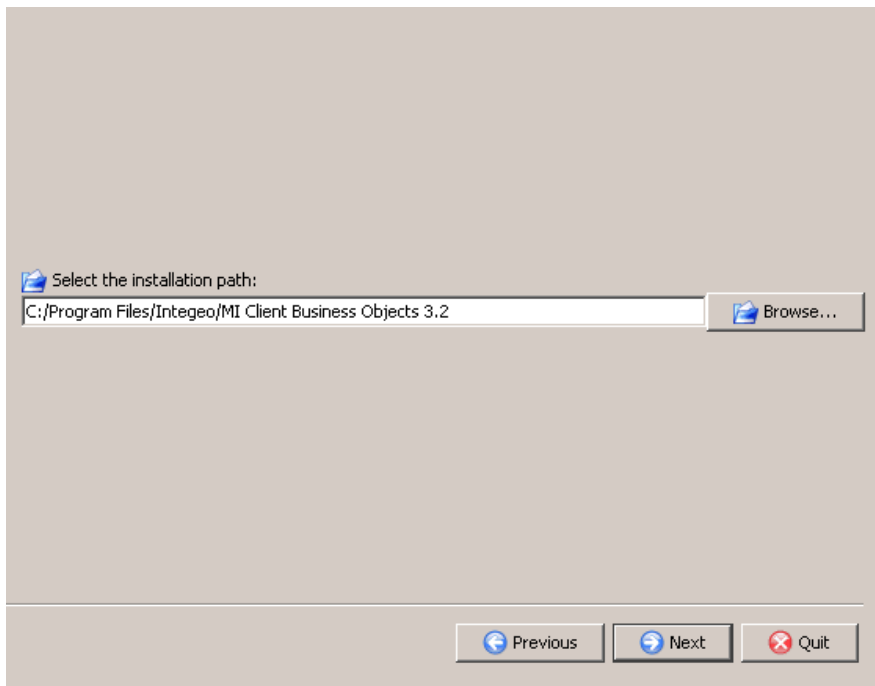 Select the installation path:
C:/Program Files/Integeo/MI Client Business Objects 3.2
Browse...
Previous
Next
Quit